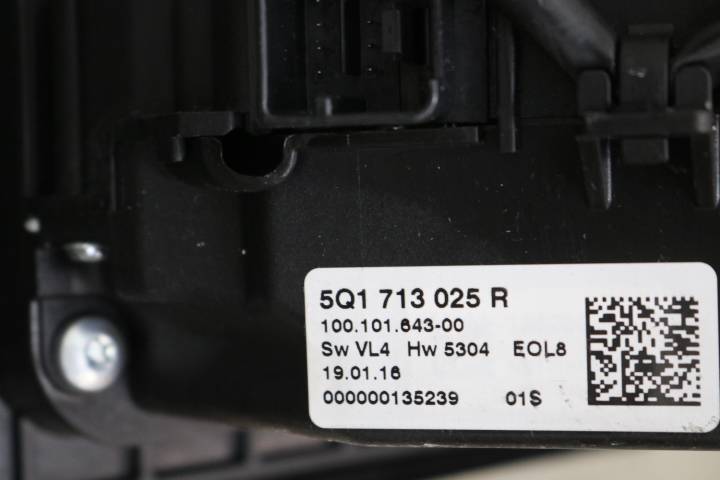 5Q1 713 025 R
100.101.643-00
Sw VL4 Hw 5304 EOL8
19.01.16
000000135239 01S